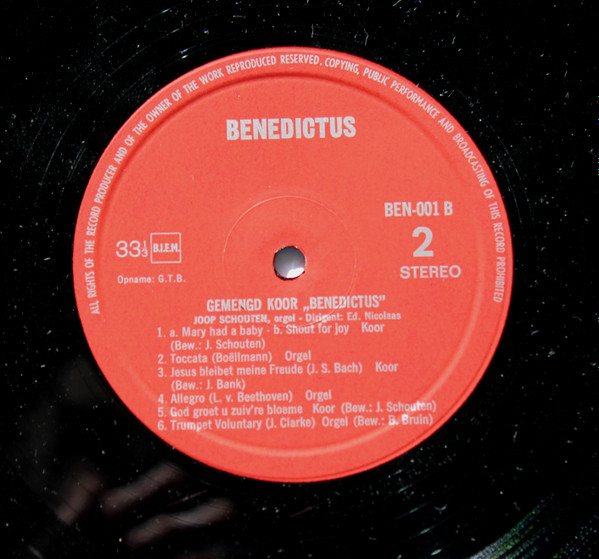 ALL RIGHTS OF THE RECORD PRODUCER AND OF THE OWNER OF THE WORK REPRODUCED RESERVED. COPYING, PUBLIC PERFORMANCE AND BROADCASTING OF THIS RECORD PROHIBITED
BENEDICTUS
BEN-001 B
33⅓ B.I.E.M. 2
STEREO
Opname: G.T.B.
GEMENGD KOOR „BENEDICTUS”
JOOP SCHOUTEN, orgel - Dirigent: Ed. Nicolaas
1. a. Mary had a baby - b. Shout for joy Koor
(Bew.: J. Schouten)
2. Toccata (Boëllmann) Orgel
3. Jesus bleibet meine Freude (J. S. Bach) Koor
(Bew.: J. Bank)
4. Allegro (L. v. Beethoven) Orgel
5. God groet u zuiv're bloeme Koor (Bew.: J. Schouten)
6. Trumpet Voluntary (J. Clarke) Orgel (Bew.: B. Bruin)